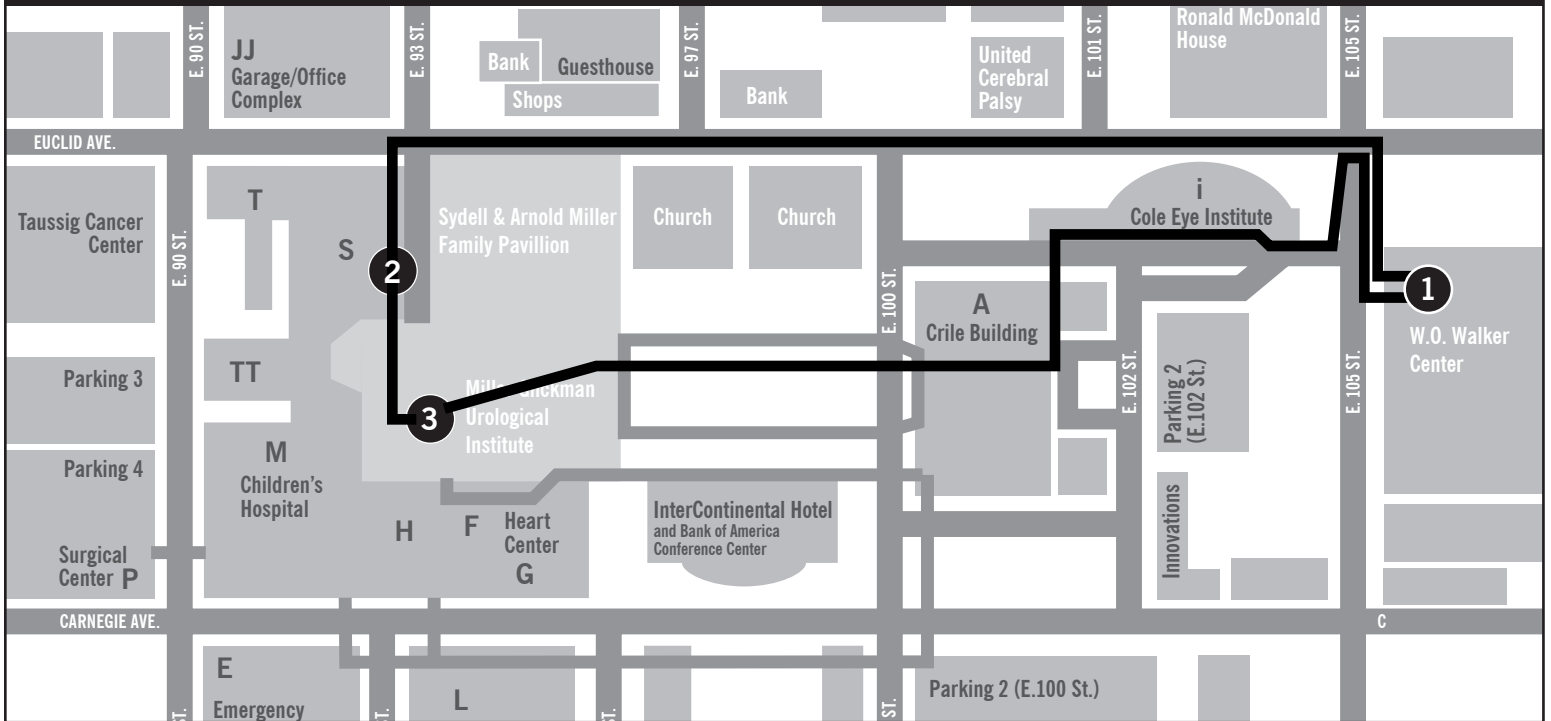 E. 90 ST.
JJ
Garage/Office
Complex
E. 93 ST.
Bank
Guesthouse
Shops
E. 97 ST.
Bank
United
Cerebral
Palsy
E. 101 ST.
Ronald McDonald
House
E. 105 ST.
EUCLID AVE.
Taussig Cancer
Center
E. 90 ST.
T
S
2
Sydell & Arnold Miller
Family Pavillion
Church
Church
E. 100 ST.
i
Cole Eye Institute
A
Crile Building
1
W.O. Walker
Center
Parking 3
TT
3
Urological
Institute
E. 102 ST.
Parking 2
(E.102 St.)
E. 105 ST.
Parking 4
M
Children's
Hospital
H
F
Heart
Center
G
InterContinental Hotel
and Bank of America
Conference Center
Innovations
Surgical
Center P
CARNEGIE AVE.
C
E
Emergency
L
Parking 2 (E.100 St.)
ST.
ST.
ST.
ST.